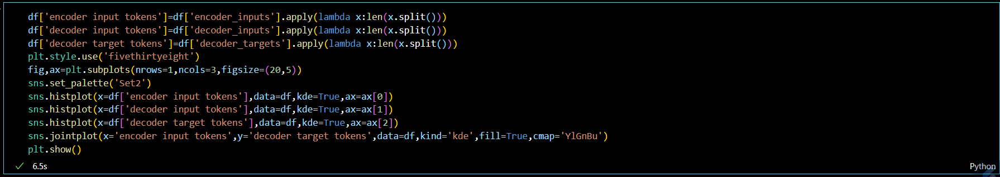 df['encoder input tokens']=df['encoder_inputs'].apply(lambda x:len(x.split()))
df['decoder input tokens']=df['decoder_inputs'].apply(lambda x:len(x.split()))
df['decoder target tokens']=df['decoder_targets'].apply(lambda x:len(x.split()))
plt.style.use('fivethirtyeight')
fig,ax=plt.subplots(nrows=1,ncols=3,figsize=(20,5))
sns.set_palette('Set2')
sns.histplot(x=df['encoder input tokens'],data=df,kde=True,ax=ax[0])
sns.histplot(x=df['decoder input tokens'],data=df,kde=True,ax=ax[1])
sns.histplot(x=df['decoder target tokens'],data=df,kde=True,ax=ax[2])
sns.jointplot(x='encoder input tokens',y='decoder target tokens',data=df,kind='kde',fill=True,cmap='YlGnBu')
plt.show()
✓ 6.5s
Python